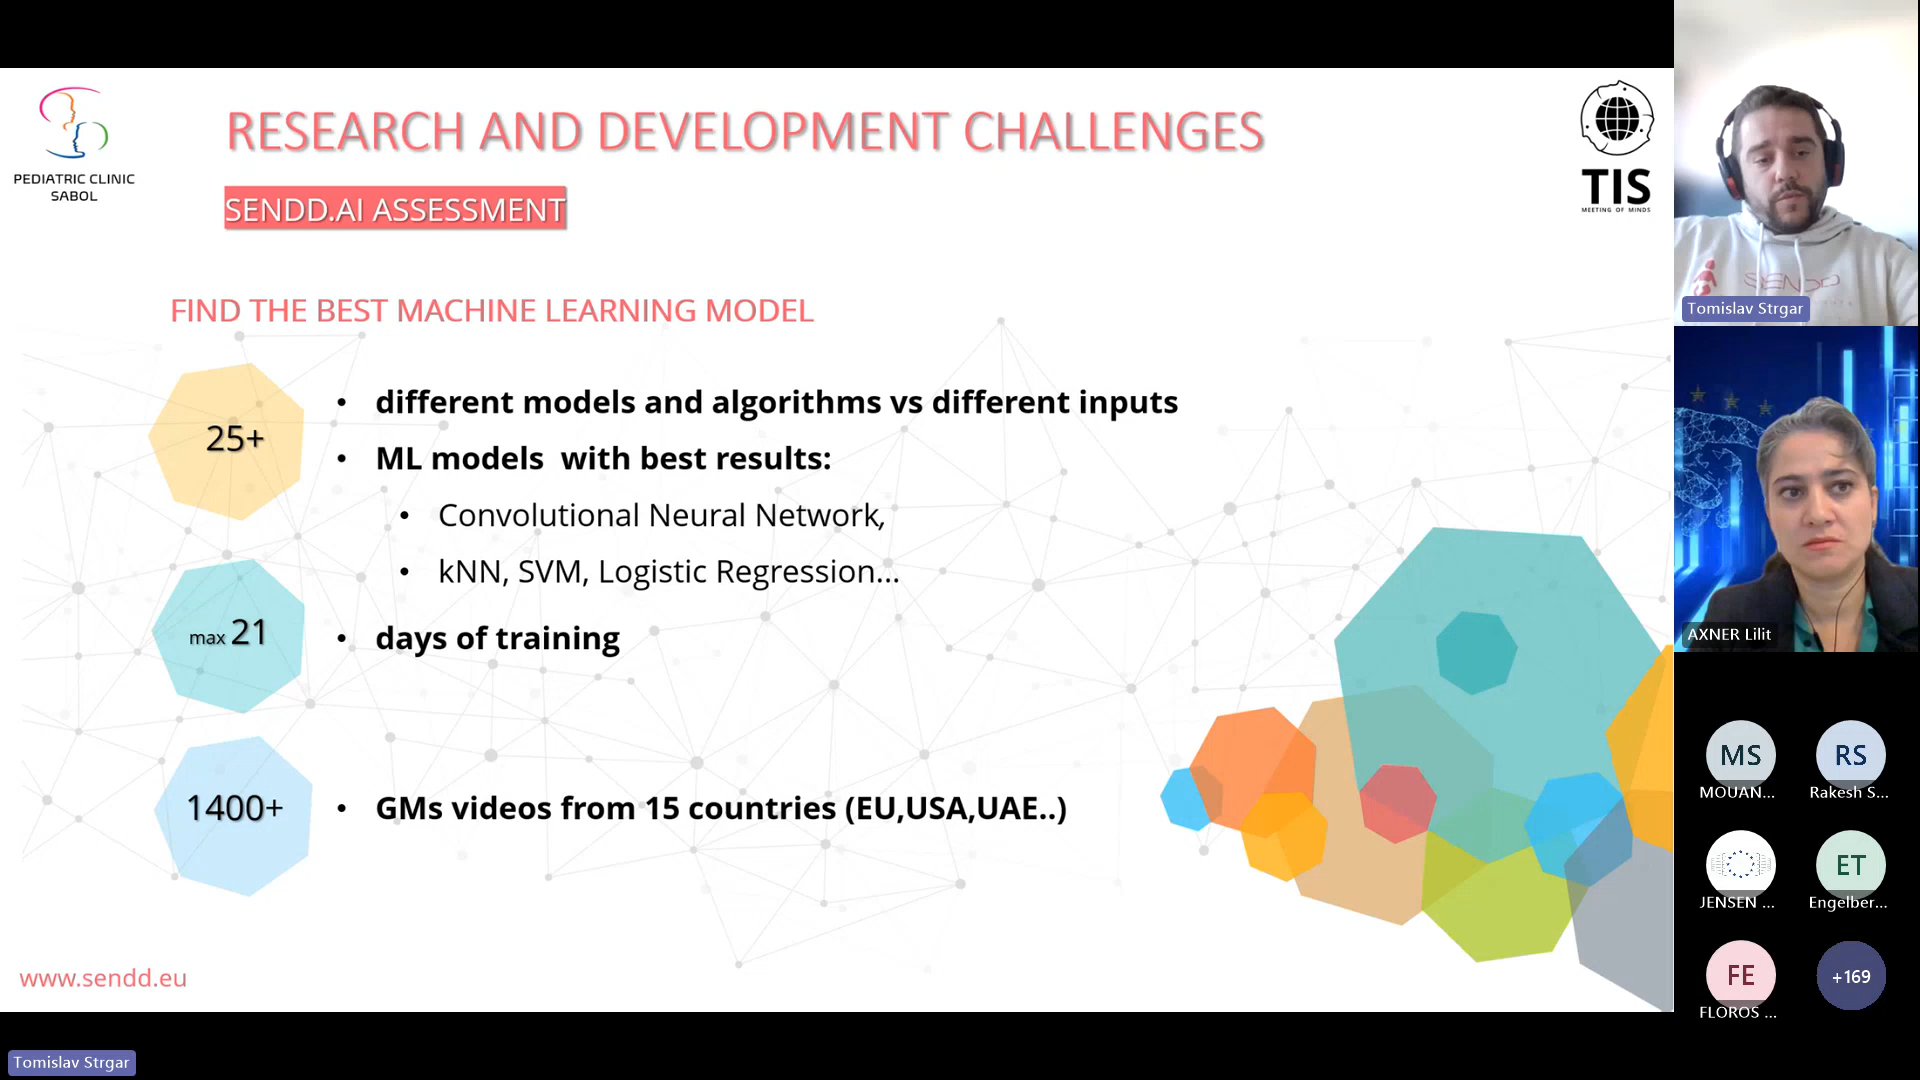 PEDIATRIC CLINIC
SABOL
RESEARCH AND DEVELOPMENT CHALLENGES
SENDD.AI ASSESSMENT
TIS
MEETING OF MINDS
FIND THE BEST MACHINE LEARNING MODEL
25+
• different models and algorithms vs different inputs
• ML models with best results:
• Convolutional Neural Network,
• kNN, SVM, Logistic Regression...
max 21
• days of training
1400+
• GMs videos from 15 countries (EU,USA,UAE..)
www.sendd.eu
Tomislav Strgar
SENDD
Tomislav Strgar
AXNER Lilit
MS
MOUAN...
RS
Rakesh S...
JENSEN ...
ET
Engelber...
FE
FLOROS ...
+169